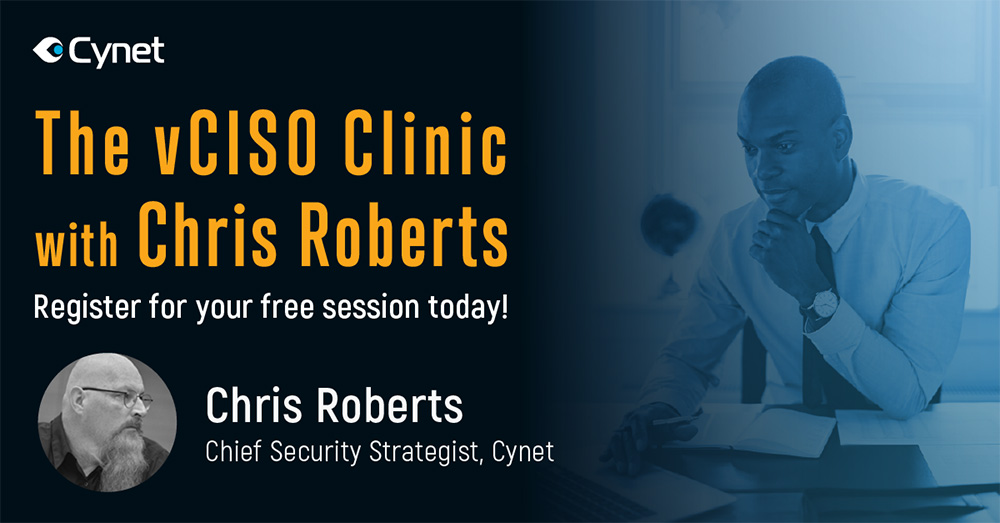 Cynet
The vCISO Clinic
with Chris Roberts
Register for your free session today!
Chris Roberts
Chief Security Strategist, Cynet